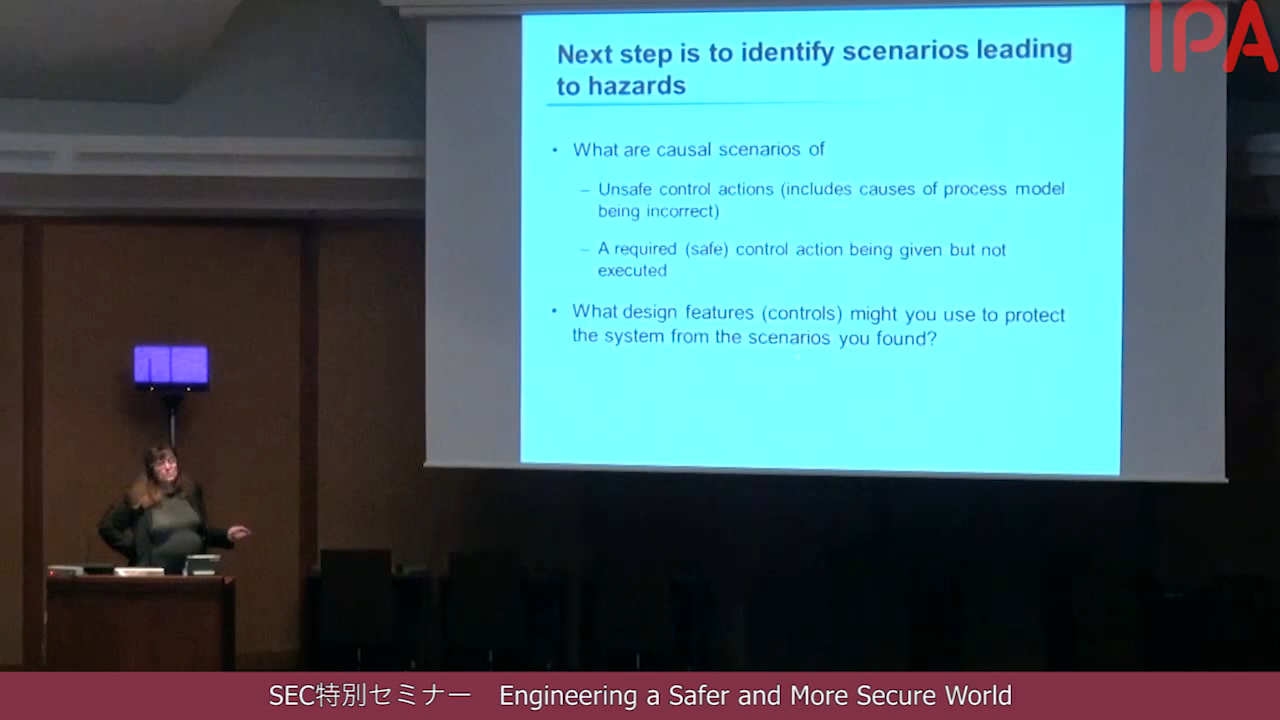 IPA
Next step is to identify scenarios leading
to hazards
• What are causal scenarios of
– Unsafe control actions (includes causes of process model
being incorrect)
– A required (safe) control action being given but not
executed
• What design features (controls) might you use to protect
the system from the scenarios you found?
SEC特別セミナー Engineering a Safer and More Secure World